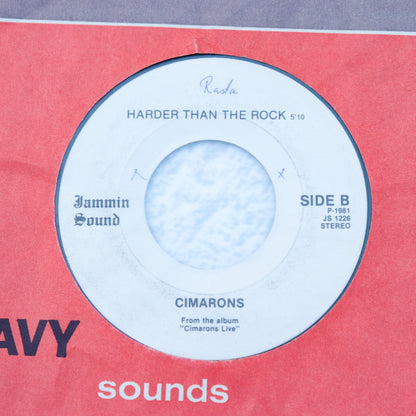 Rasta
HARDER THAN THE ROCK 5'10
Jammin
Sound
SIDE B
P-1981
JS 1226
STEREO
CIMARONS
From the album
"Cimarons Live"
AVY
sounds